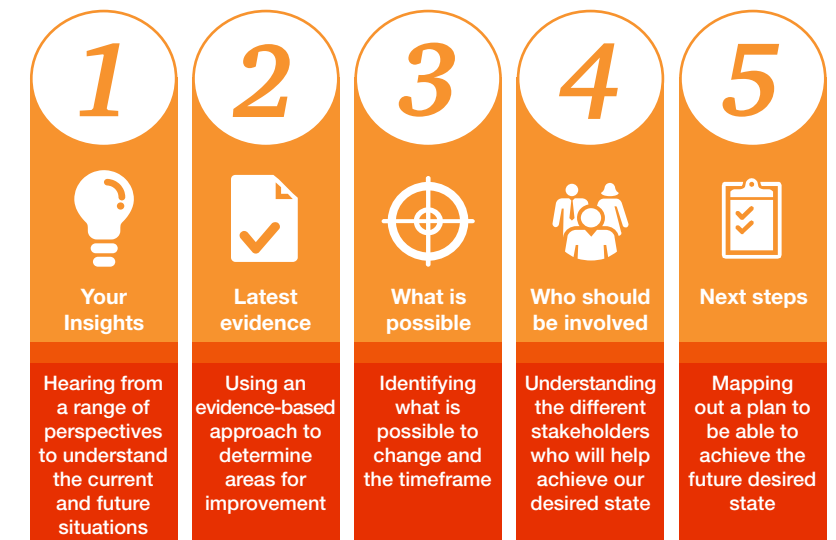 1
Your
Insights
Hearing from
a range of
perspectives
to understand
the current
and future
situations
2
Latest
evidence
Using an
evidence-based
approach to
determine
areas for
improvement
3
What is
possible
Identifying
what is
possible to
change and
the timeframe
4
Who should
be involved
Understanding
the different
stakeholders
who will help
achieve our
desired state
5
Next steps
Mapping
out a plan to
be able to
achieve the
future desired
state